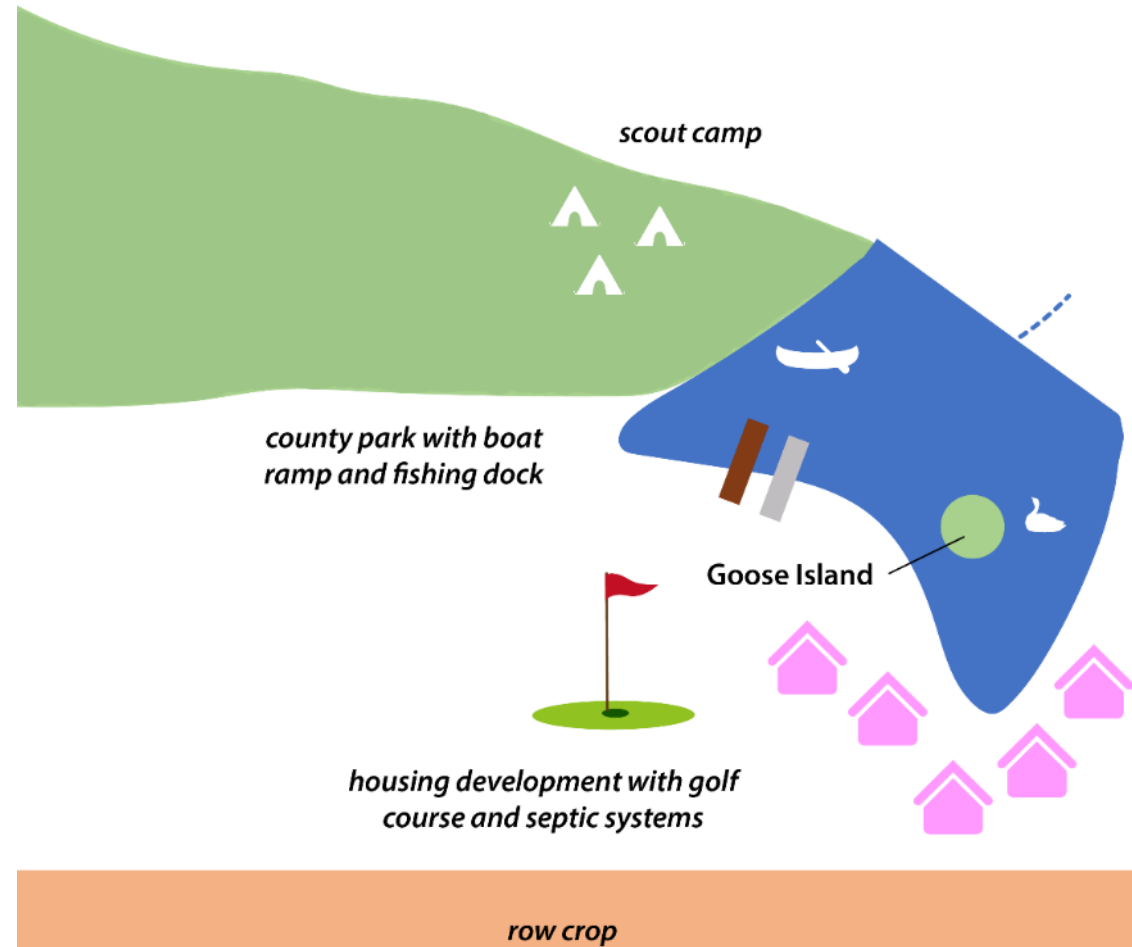 scout camp
county park with boat
ramp and fishing dock
Goose Island
housing development with golf
course and septic systems
row crop